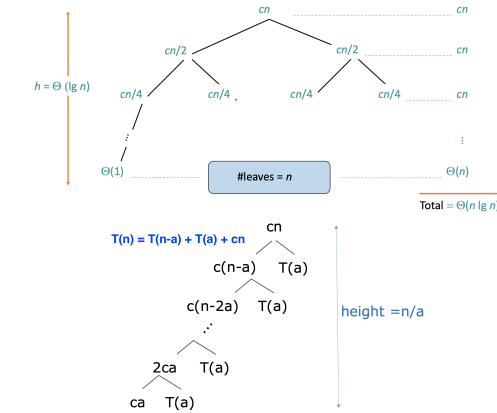 cn cn
cn/2 cn/2 cn
h = Θ (lg n) cn/4 cn/4 cn/4 cn/4 cn
⋮ ⋮
Θ(1) #leaves = n Θ(n)
Total = Θ(n lg n)
cn
T(n) = T(n-a) + T(a) + cn
c(n-a) T(a)
c(n-2a) T(a)
height =n/a
⋰
2ca T(a)
ca T(a)